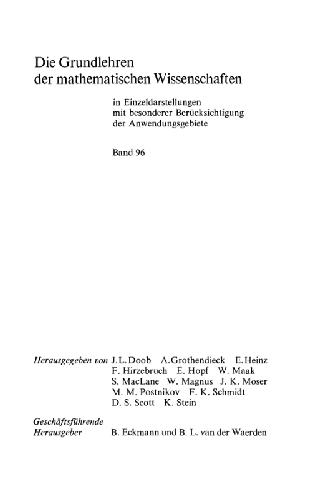 Die Grundlehren
der mathematischen Wissenschaften
in Einzeldarstellungen
mit besonderer Berücksichtigung
der Anwendungsgebiete
Band 96
Herausgegeben von J. L. Doob A. Grothendieck E. Heinz
F. Hirzebruch E. Hopf W. Maak
S. MacLane W. Magnus J. K. Moser
M. M. Postnikov F. K. Schmidt
D. S. Scott K. Stein
Geschäftsführende
Herausgeber B. Eckmann und B. L. van der Waerden